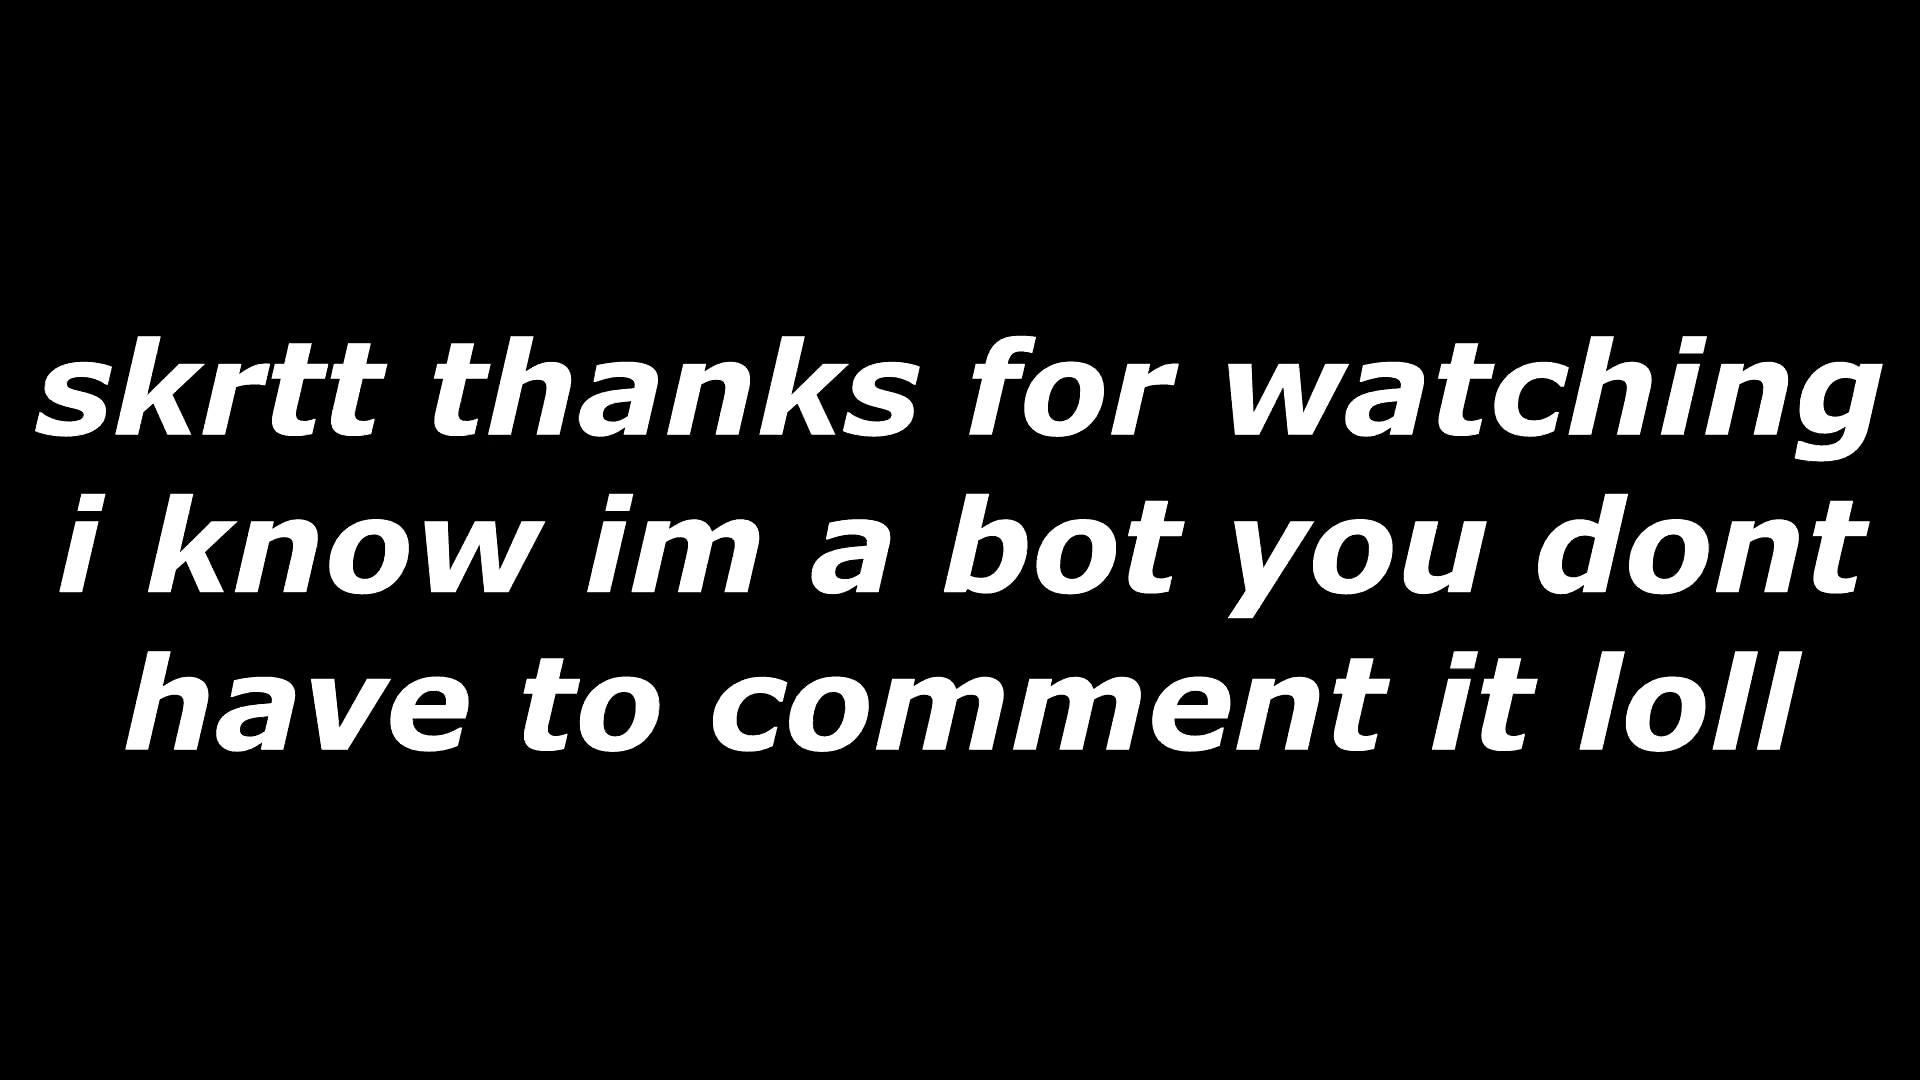 skrtt thanks for watching
i know im a bot you dont
have to comment it loll